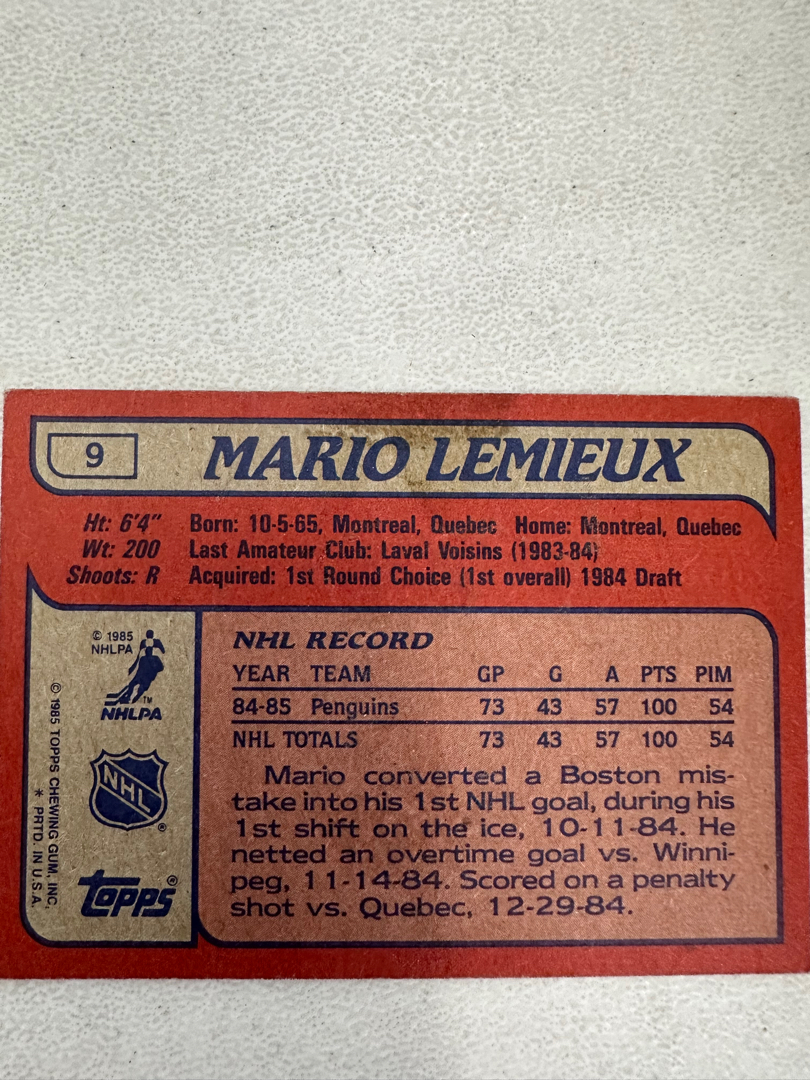 9
MARIO LEMIEUX
Ht: 6'4" Born: 10-5-65, Montreal, Quebec Home: Montreal, Quebec
Wt: 200 Last Amateur Club: Laval Voisins (1983-84)
Shoots: R Acquired: 1st Round Choice (1st overall) 1984 Draft
© 1985
NHLPA
TM
NHLPA
NHL
®
topps®
© 1985 TOPPS CHEWING GUM, INC.
* PRTD. IN U.S.A.
NHL RECORD
YEAR TEAM GP G A PTS PIM
84-85 Penguins 73 43 57 100 54
NHL TOTALS 73 43 57 100 54
Mario converted a Boston mis-
take into his 1st NHL goal, during his
1st shift on the ice, 10-11-84. He
netted an overtime goal vs. Winni-
peg, 11-14-84. Scored on a penalty
shot vs. Quebec, 12-29-84.